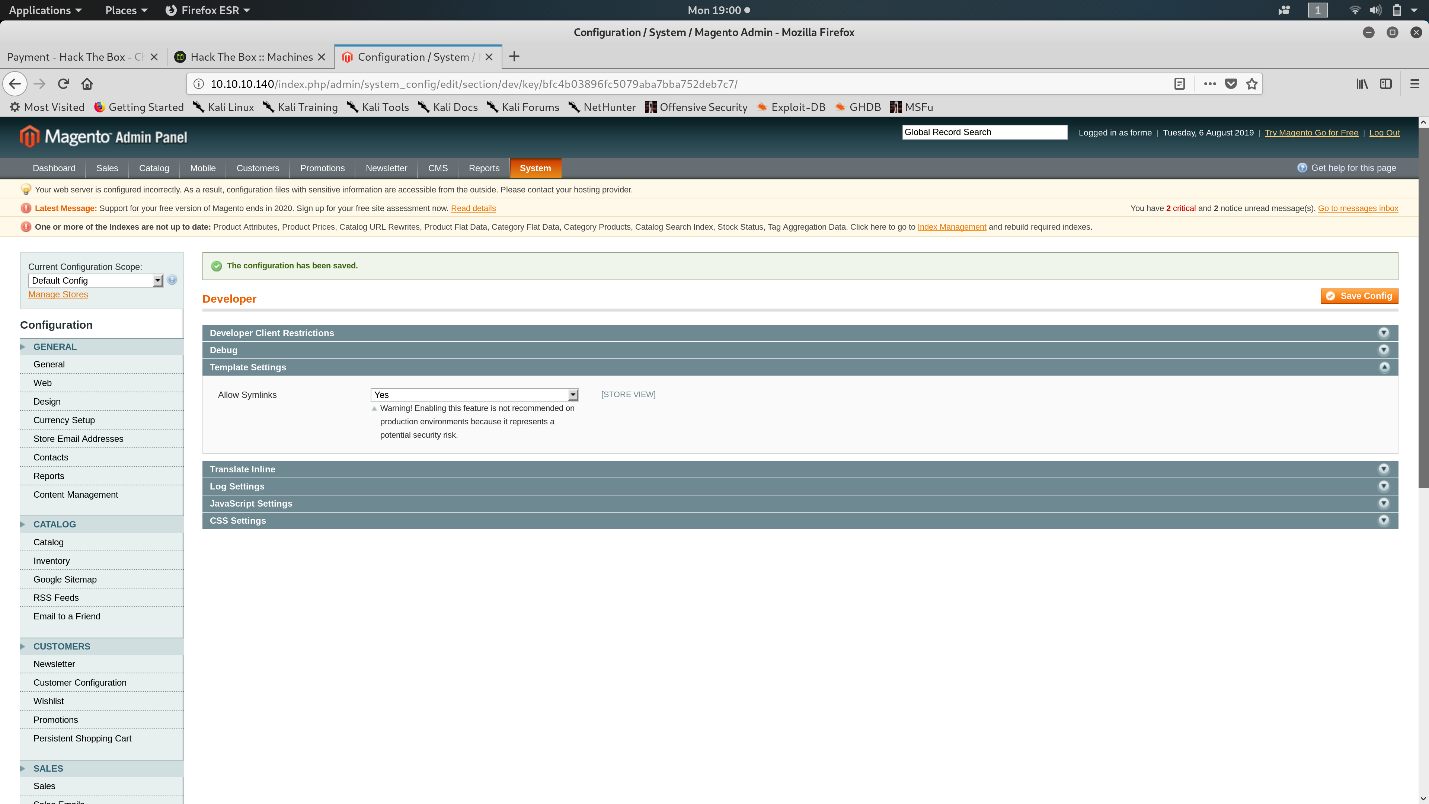 Applications Places Firefox ESR Mon 19:00 1
Configuration / System / Magento Admin - Mozilla Firefox
Payment - Hack The Box - C Hack The Box :: Machines Configuration / System /
10.10.10.140/index.php/admin/system_config/edit/section/dev/key/bfc4b03896fc5079aba7bba752deb7c7/
Most Visited Getting Started Kali Linux Kali Training Kali Tools Kali Docs Kali Forums NetHunter Offensive Security Exploit-DB GHDB MSFu
Magento Admin Panel
Global Record Search
Logged in as forme | Tuesday, 6 August 2019 | Try Magento Go for Free | Log Out
Dashboard Sales Catalog Mobile Customers Promotions Newsletter CMS Reports System Get help for this page
Your web server is configured incorrectly. As a result, configuration files with sensitive information are accessible from the outside. Please contact your hosting provider.
Latest Message: Support for your free version of Magento ends in 2020. Sign up for your free site assessment now. Read details You have 2 critical and 2 notice unread message(s). Go to messages inbox
One or more of the Indexes are not up to date: Product Attributes, Product Prices, Catalog URL Rewrites, Product Flat Data, Category Flat Data, Category Products, Catalog Search Index, Stock Status, Tag Aggregation Data. Click here to go to Index Management and rebuild required indexes.
Current Configuration Scope:
Default Config
Manage Stores
Configuration
GENERAL
General
Web
Design
Currency Setup
Store Email Addresses
Contacts
Reports
Content Management
CATALOG
Catalog
Inventory
Google Sitemap
RSS Feeds
Email to a Friend
CUSTOMERS
Newsletter
Customer Configuration
Wishlist
Promotions
Persistent Shopping Cart
SALES
Sales
Sales Emails
The configuration has been saved.
Developer
Save Config
Developer Client Restrictions
Debug
Template Settings
Allow Symlinks Yes [STORE VIEW]
Warning! Enabling this feature is not recommended on
production environments because it represents a
potential security risk.
Translate Inline
Log Settings
JavaScript Settings
CSS Settings